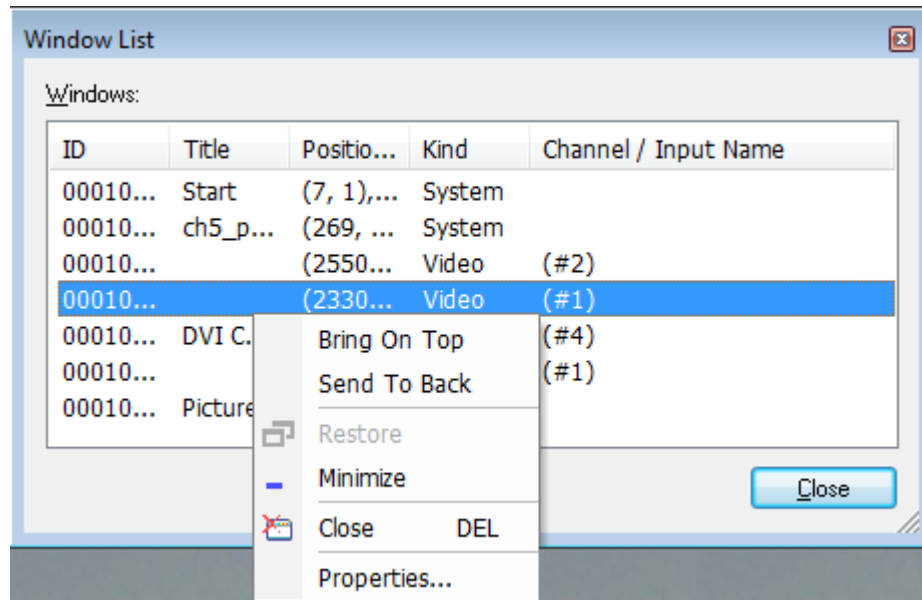 Window List
Windows:
ID Title Positio... Kind Channel / Input Name
00010... Start (7, 1),... System
00010... ch5_p... (269, ... System
00010... (2550... Video (#2)
00010... (2330... Video (#1)
00010... DVI C. (#4)
00010... (#1)
00010... Picture
Bring On Top
Send To Back
Restore
Minimize
Close DEL
Properties...
Close